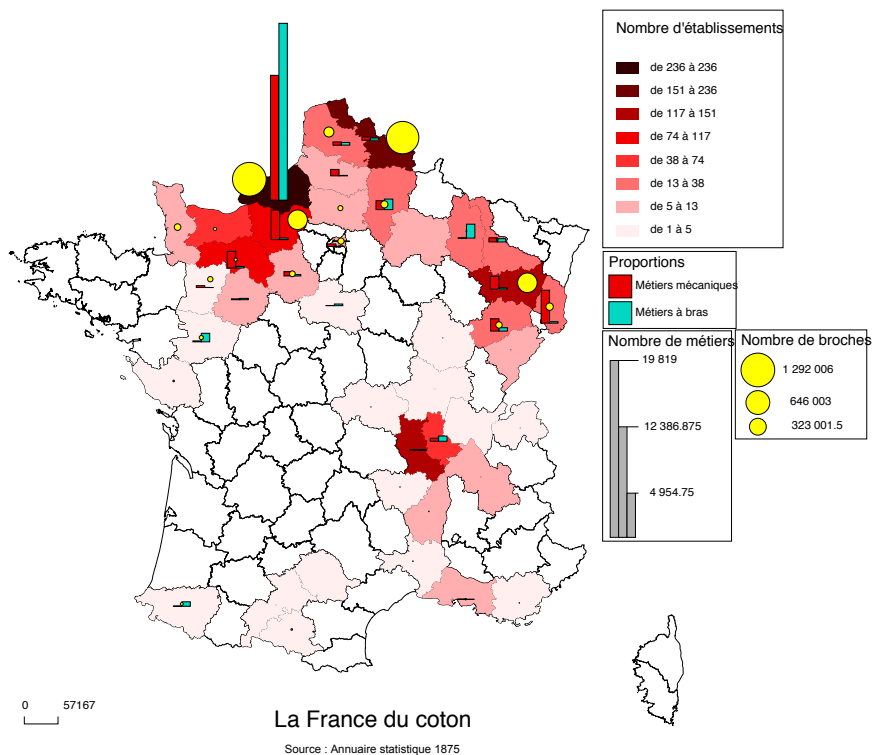 Nombre d'établissements
de 236 à 236
de 151 à 236
de 117 à 151
de 74 à 117
de 38 à 74
de 13 à 38
de 5 à 13
de 1 à 5
Proportions
Métiers mécaniques
Métiers à bras
Nombre de métiers
19 819
12 386.875
4 954.75
Nombre de broches
1 292 006
646 003
323 001.5
0 57167
La France du coton
Source : Annuaire statistique 1875